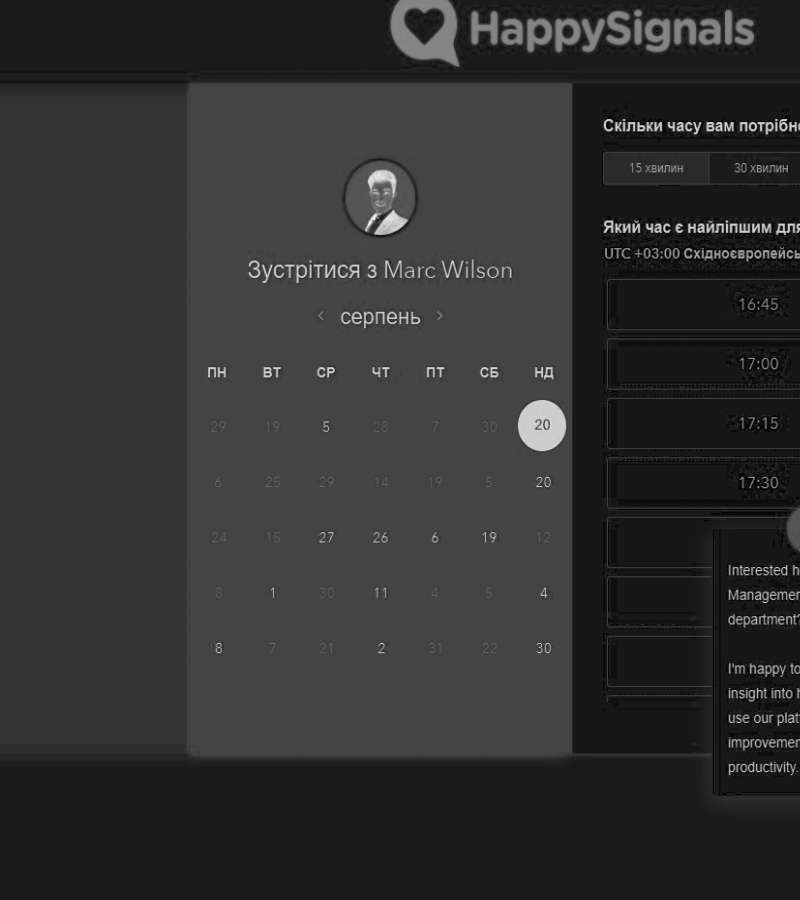 HappySignals
Зустрітися з Marc Wilson
‹ серпень ›
ПН ВТ СР ЧТ ПТ СБ НД
29 19 5 28 7 30 20
6 25 29 14 19 5 20
24 15 27 26 6 19 12
8 1 30 11 4 5 4
8 7 21 2 31 22 30
Скільки часу вам потрібно
15 хвилин 30 хвилин
Який час є найліпшим для
UTC +03:00 Східноєвропейсь
16:45
17:00
17:15
17:30
Interested h
Managemen
department?
I'm happy to
insight into h
use our plat
improvemen
productivity.